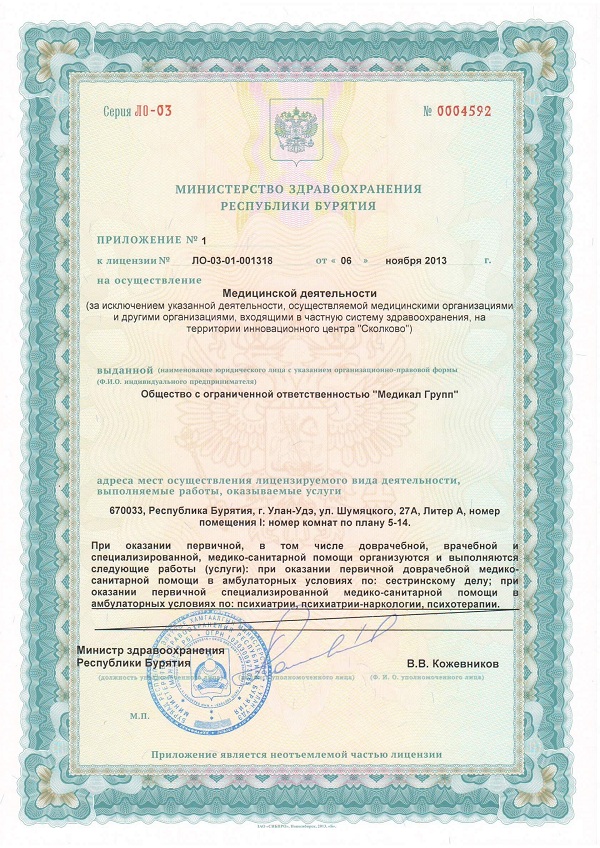 Серия ЛО-03
№ 0004592
МИНИСТЕРСТВО ЗДРАВООХРАНЕНИЯ
РЕСПУБЛИКИ БУРЯТИЯ
ПРИЛОЖЕНИЕ № 1
к лицензии № ЛО-03-01-001318 от « 06 » ноября 2013 г.
на осуществление
Медицинской деятельности
(за исключением указанной деятельности, осуществляемой медицинскими организациями
и другими организациями, входящими в частную систему здравоохранения, на
территории инновационного центра "Сколково")
выданной (наименование юридического лица с указанием организационно-правовой формы
(Ф.И.О. индивидуального предпринимателя)
Общество с ограниченной ответственностью "Медикал Групп"
адреса мест осуществления лицензируемого вида деятельности,
выполняемые работы, оказываемые услуги
670033, Республика Бурятия, г. Улан-Удэ, ул. Шумяцкого, 27А, Литер А, номер
помещения I: номер комнат по плану 5-14.
При оказании первичной, в том числе доврачебной, врачебной и
специализированной, медико-санитарной помощи организуются и выполняются
следующие работы (услуги): при оказании первичной доврачебной медико-
санитарной помощи в амбулаторных условиях по: сестринскому делу; при
оказании первичной специализированной медико-санитарной помощи в
амбулаторных условиях по: психиатрии, психиатрии-наркологии, психотерапии.
Министр здравоохранения
Республики Бурятия
В.В. Кожевников
(должность уполномоченного лица) уполномоченного лица) (Ф. И. О. уполномоченного лица)
М.П.
Приложение является неотъемлемой частью лицензии